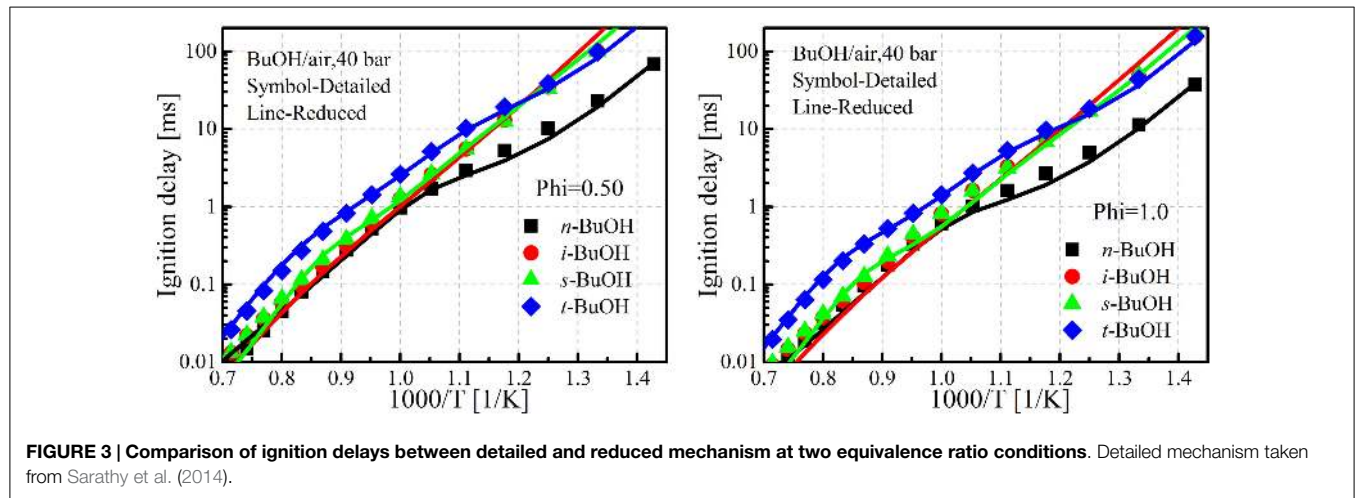 BuOH/air,40 bar
Symbol-Detailed
Line-Reduced
Phi=0.50
n-BuOH
i-BuOH
s-BuOH
t-BuOH
Ignition delay [ms]
100
10
1
0.1
0.01
0.7 0.8 0.9 1.0 1.1 1.2 1.3 1.4
1000/T [1/K]
BuOH/air,40 bar
Symbol-Detailed
Line-Reduced
Phi=1.0
n-BuOH
i-BuOH
s-BuOH
t-BuOH
Ignition delay [ms]
100
10
1
0.1
0.01
0.7 0.8 0.9 1.0 1.1 1.2 1.3 1.4
1000/T [1/K]
FIGURE 3 | Comparison of ignition delays between detailed and reduced mechanism at two equivalence ratio conditions. Detailed mechanism taken
from Sarathy et al. (2014).